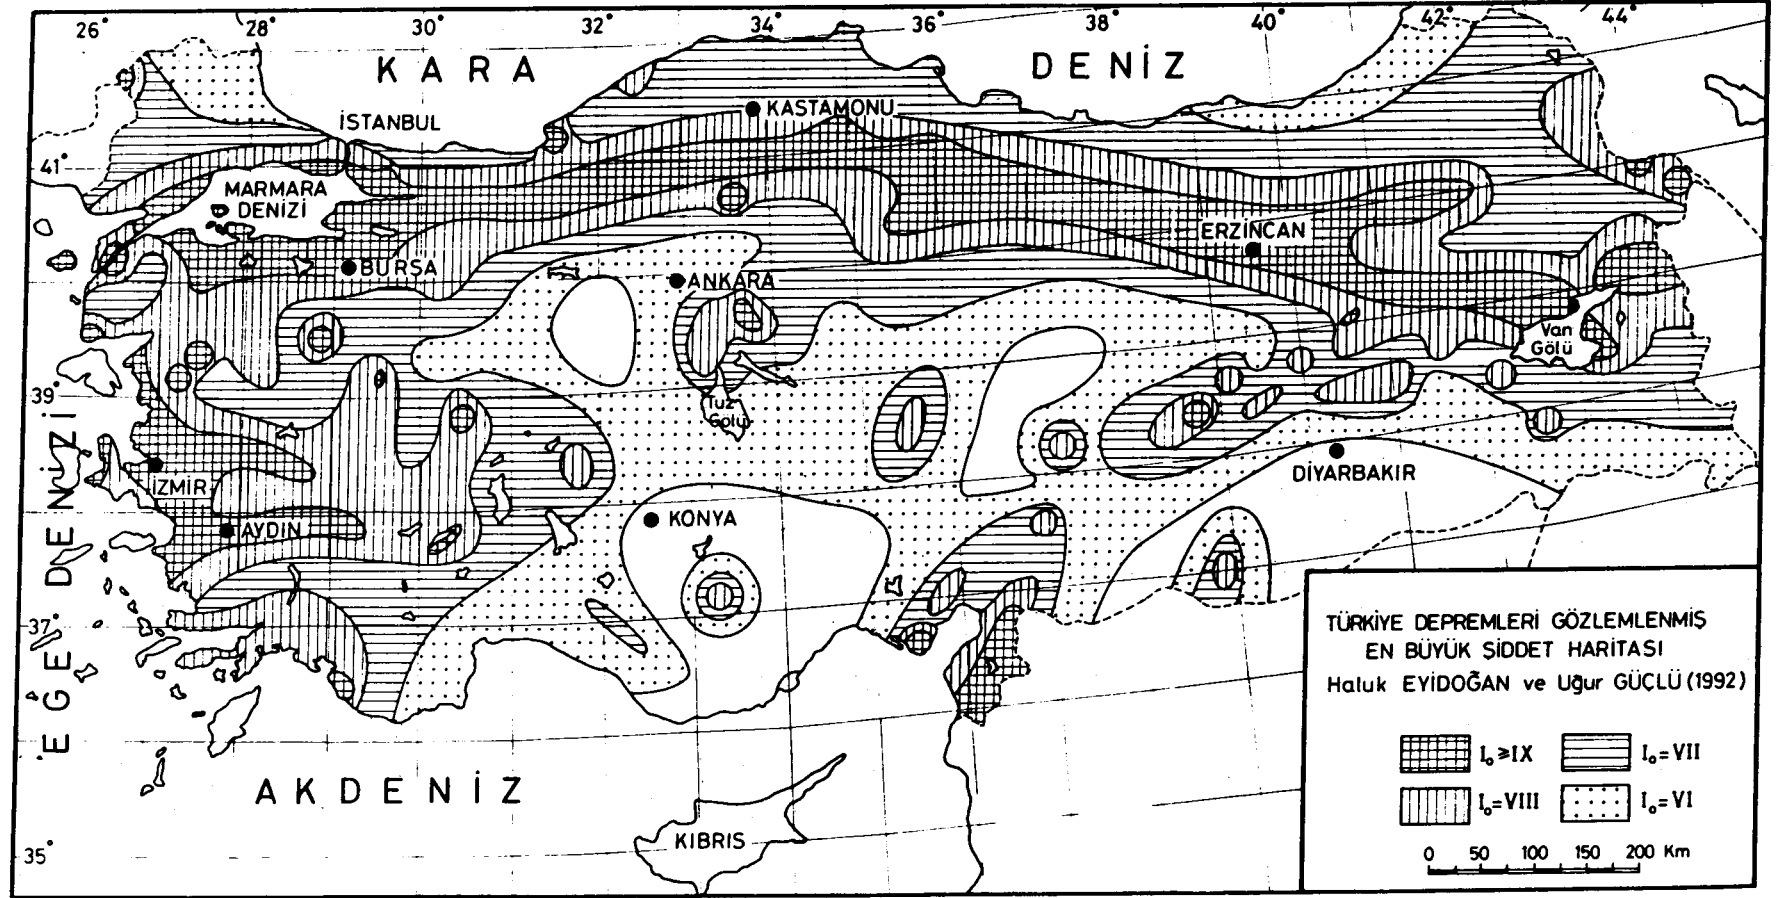 26° 28° 30° 32° 34° 36° 38° 40° 42° 44°
KARA DENİZ
KASTAMONU
İSTANBUL
41°
MARMARA
DENİZİ
ERZİNCAN
BURSA
ANKARA
Van
Gölü
39°
Tuz
Gölü
İZMİR
DİYARBAKIR
AYDIN
KONYA
EGE DENİZİ
37°
AKDENİZ
KIBRIS
35°
TÜRKİYE DEPREMLERİ GÖZLEMLENMİŞ
EN BÜYÜK ŞİDDET HARİTASI
Haluk EYİDOĞAN ve Uğur GÜÇLÜ (1992)
I₀≥IX I₀=VII
I₀=VIII I₀=VI
0 50 100 150 200 Km